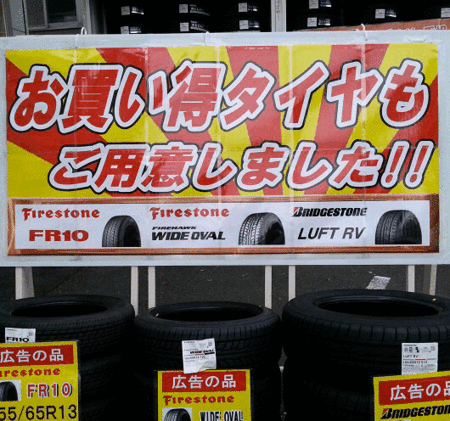 お買い得タイヤも
ご用意しました!!
Firestone
FR10
Firestone
FIREHAWK
WIDE OVAL
BRIDGESTONE
LUFT RV
広告の品
Firestone
FR10
55/65R13
広告の品
Firestone
WIDE OVAL
広告の品
BRIDGESTONE